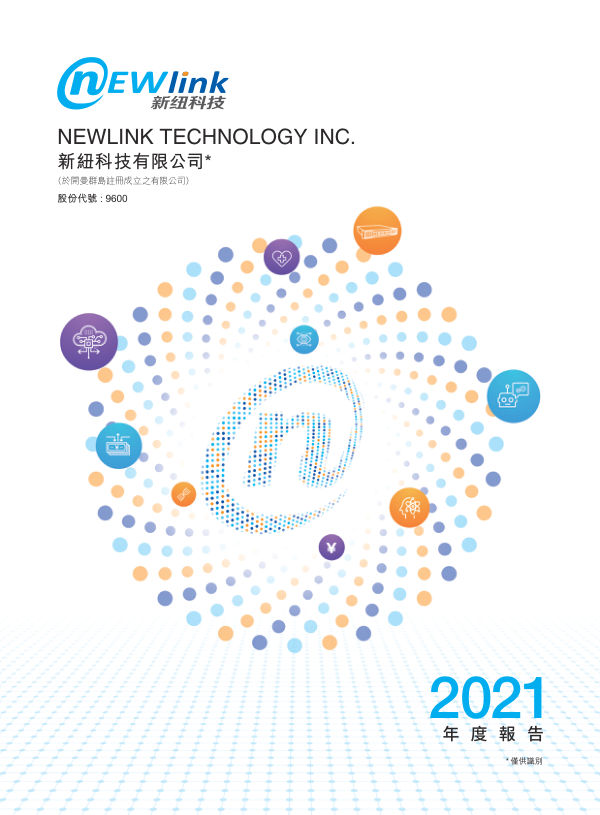 NEWlink
新纽科技
NEWLINK TECHNOLOGY INC.
新紐科技有限公司*
(於開曼群島註冊成立之有限公司)
股份代號 : 9600
n
¥
2021
年度報告
* 僅供識別